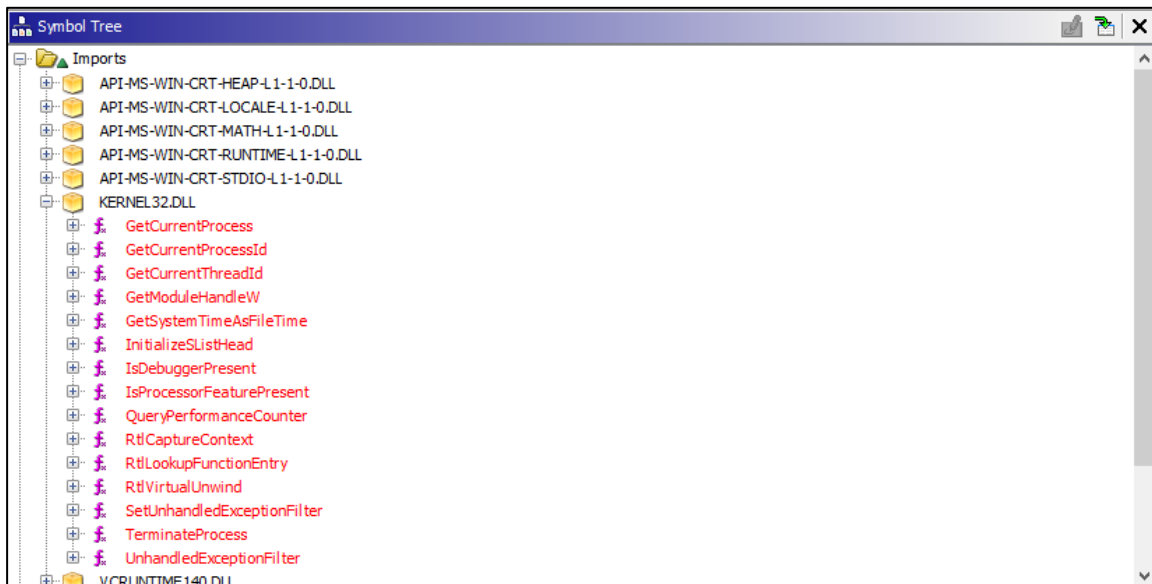 Symbol Tree
Imports
API-MS-WIN-CRT-HEAP-L1-1-0.DLL
API-MS-WIN-CRT-LOCALE-L1-1-0.DLL
API-MS-WIN-CRT-MATH-L1-1-0.DLL
API-MS-WIN-CRT-RUNTIME-L1-1-0.DLL
API-MS-WIN-CRT-STDIO-L1-1-0.DLL
KERNEL32.DLL
GetCurrentProcess
GetCurrentProcessId
GetCurrentThreadId
GetModuleHandleW
GetSystemTimeAsFileTime
InitializeSListHead
IsDebuggerPresent
IsProcessorFeaturePresent
QueryPerformanceCounter
RtlCaptureContext
RtlLookupFunctionEntry
RtlVirtualUnwind
SetUnhandledExceptionFilter
TerminateProcess
UnhandledExceptionFilter
VCRUNTIME140.DLL